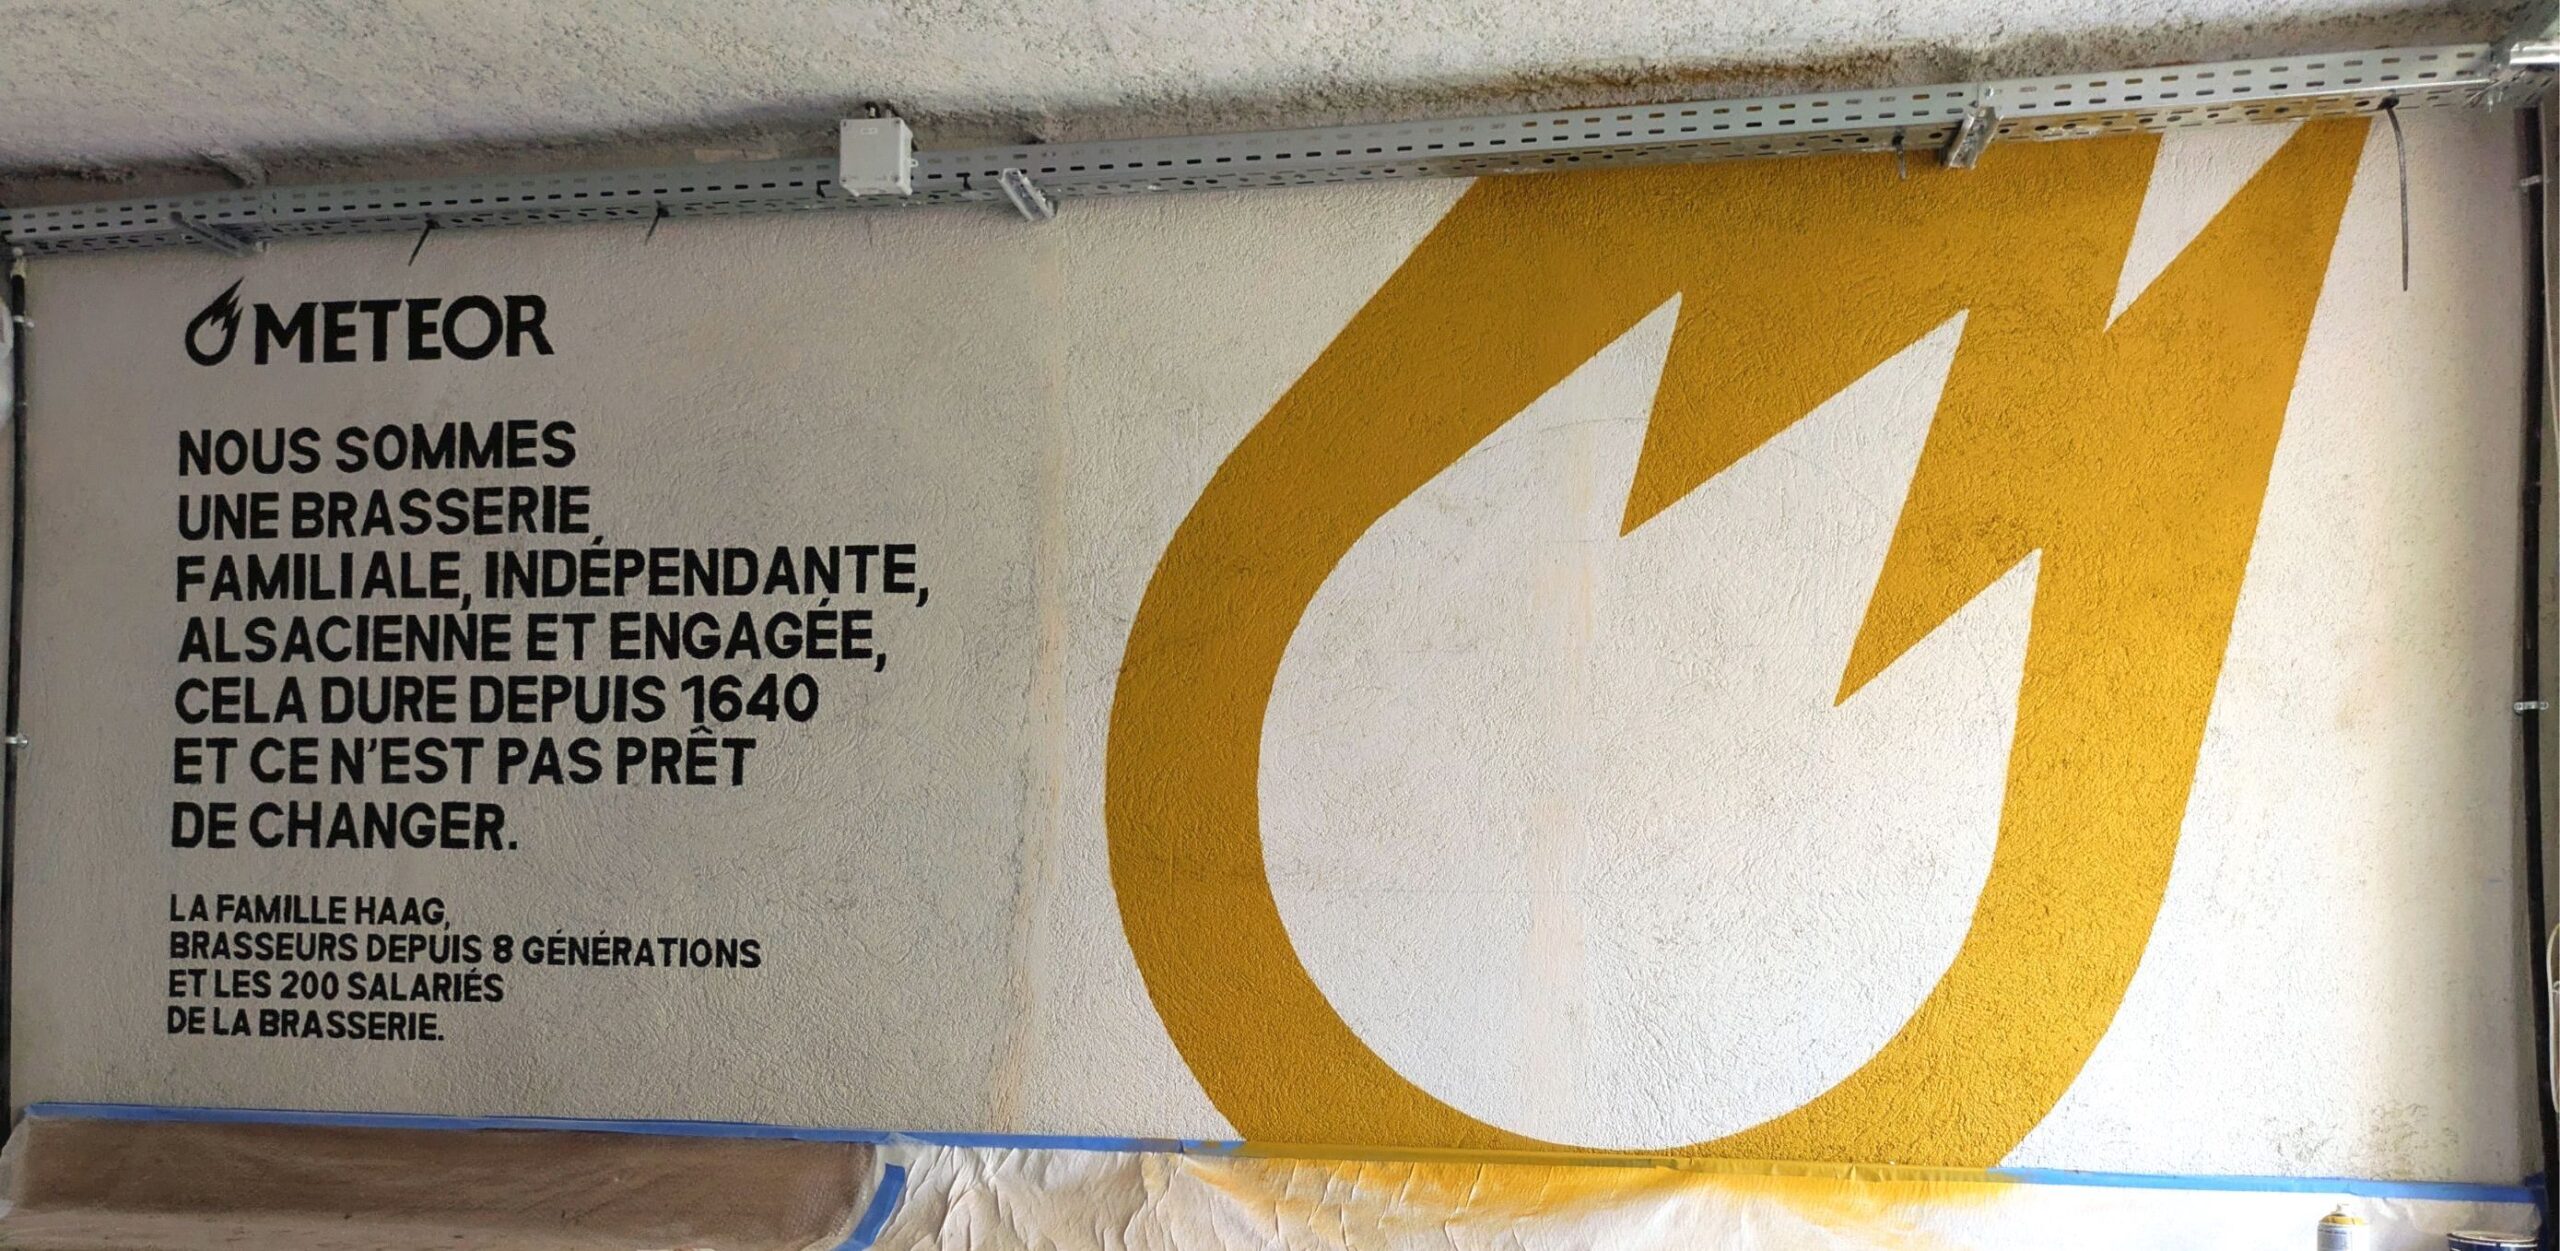 METEOR
NOUS SOMMES
UNE BRASSERIE,
FAMILIALE, INDÉPENDANTE,
ALSACIENNE ET ENGAGÉE,
CELA DURE DEPUIS 1640
ET CE N'EST PAS PRÊT
DE CHANGER.
LA FAMILLE HAAG,
BRASSEURS DEPUIS 8 GÉNÉRATIONS
ET LES 200 SALARIÉS
DE LA BRASSERIE.